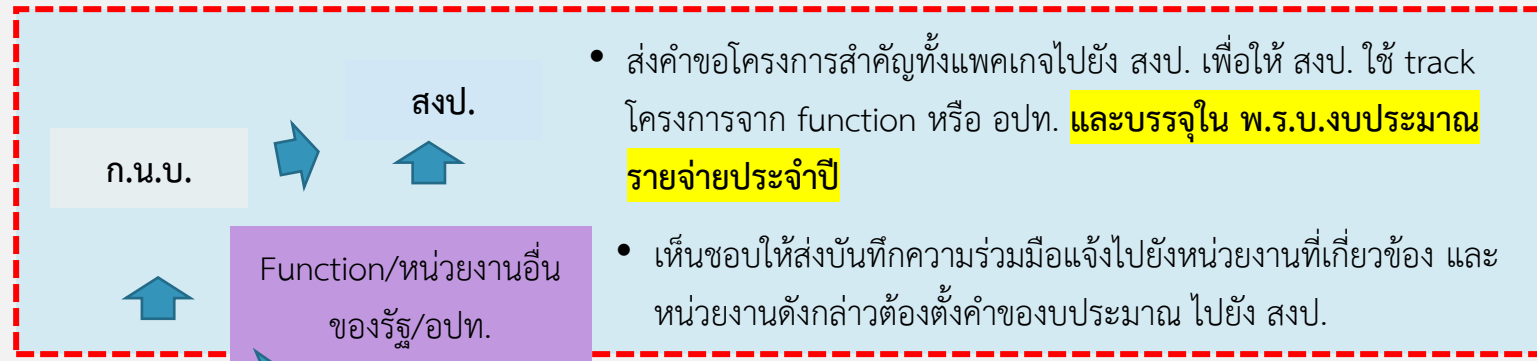 ก.น.บ.
สงป.
Function/หน่วยงานอื่น
ของรัฐ/อปท.
• ส่งคำขอโครงการสำคัญทั้งแพคเกจไปยัง สงป. เพื่อให้ สงป. ใช้ track
โครงการจาก function หรือ อปท. และบรรจุใน พ.ร.บ.งบประมาณ
รายจ่ายประจำปี
• เห็นชอบให้ส่งบันทึกความร่วมมือแจ้งไปยังหน่วยงานที่เกี่ยวข้อง และ
หน่วยงานดังกล่าวต้องตั้งคำของบประมาณ ไปยัง สงป.